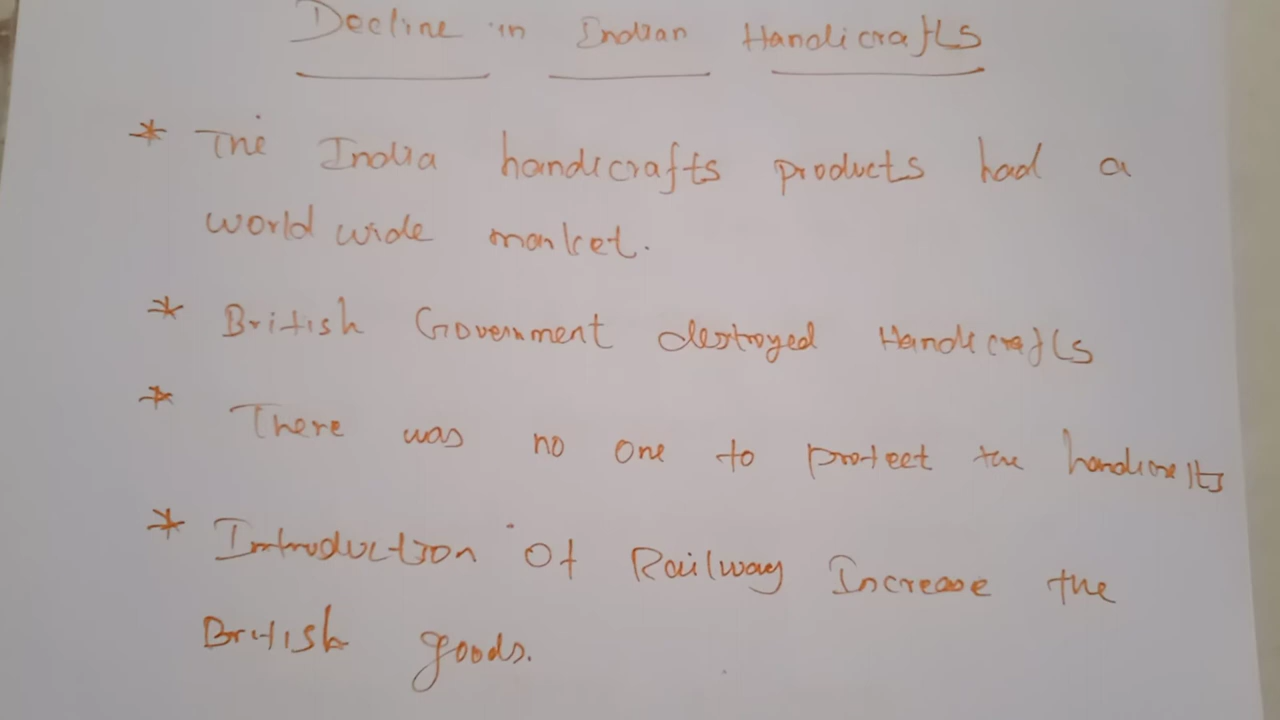 Decline in Indian Handicrafts
* The India handicrafts products had a
world wide market.
* British Government destroyed Handicrafts
* There was no one to protect the handicrafts
* Introduction Of Railway Increase the
British goods.